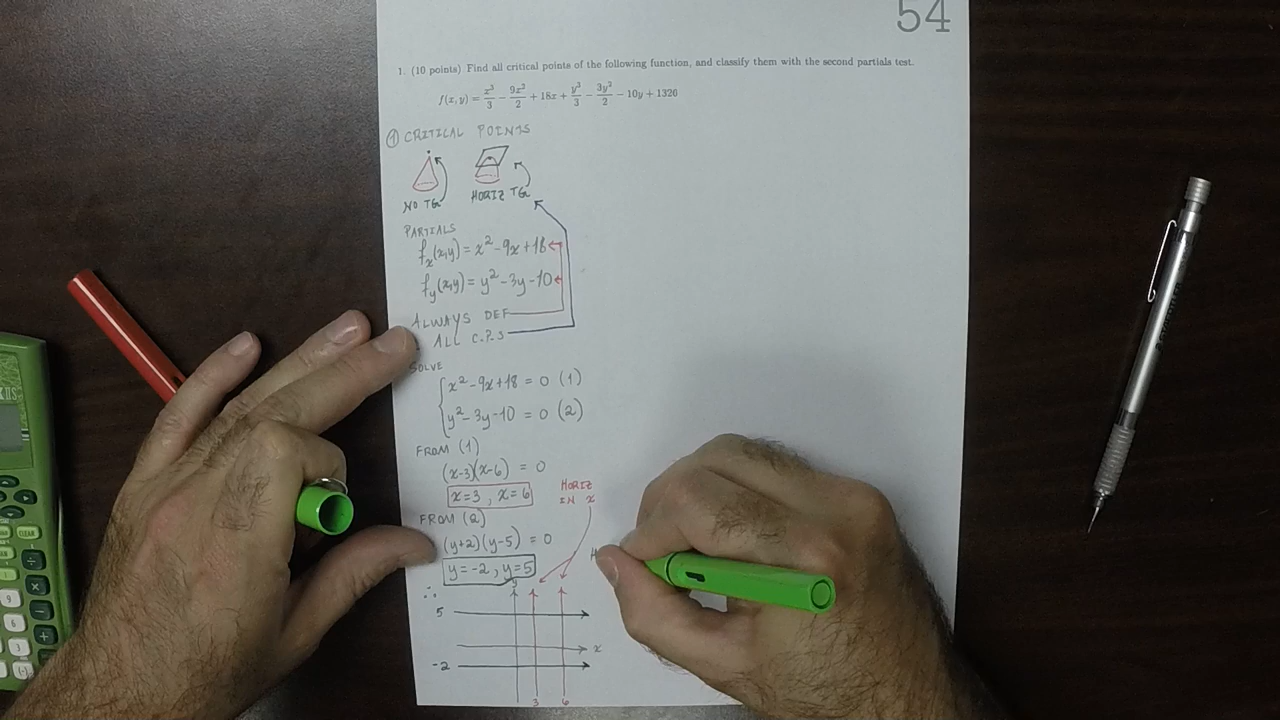 54
1. (10 points) Find all critical points of the following function, and classify them with the second partials test.
f(x, y) = x³/3 − 9x²/2 + 18x + y³/3 − 3y²/2 − 10y + 1320
① CRITICAL POINTS
NO TG HORIZ TG
PARTIALS
fx(x,y) = x² - 9x + 18
fy(x,y) = y² - 3y - 10
ALWAYS DEF
ALL C.P.S
SOLVE
x² - 9x + 18 = 0 (1)
y² - 3y - 10 = 0 (2)
FROM (1)
(x-3)(x-6) = 0
x=3, x=6
HORIZ
IN x
FROM (2)
(y+2)(y-5) = 0
y=-2, y=5
H
∴ y
5
x
-2
3 6
CLEAR
9